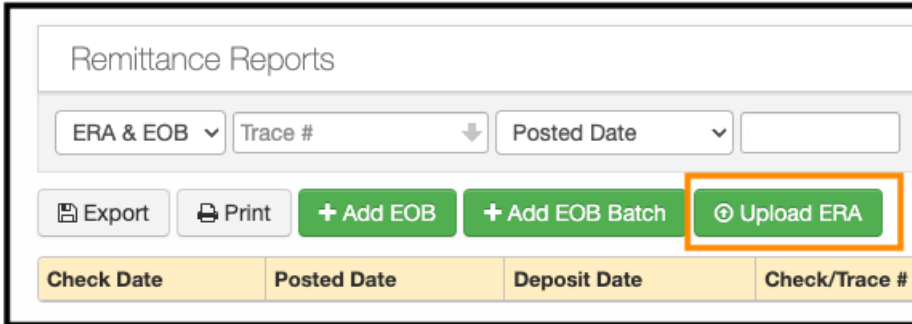 Remittance Reports
ERA & EOB Trace # Posted Date
Export Print + Add EOB + Add EOB Batch Upload ERA
Check Date Posted Date Deposit Date Check/Trace #